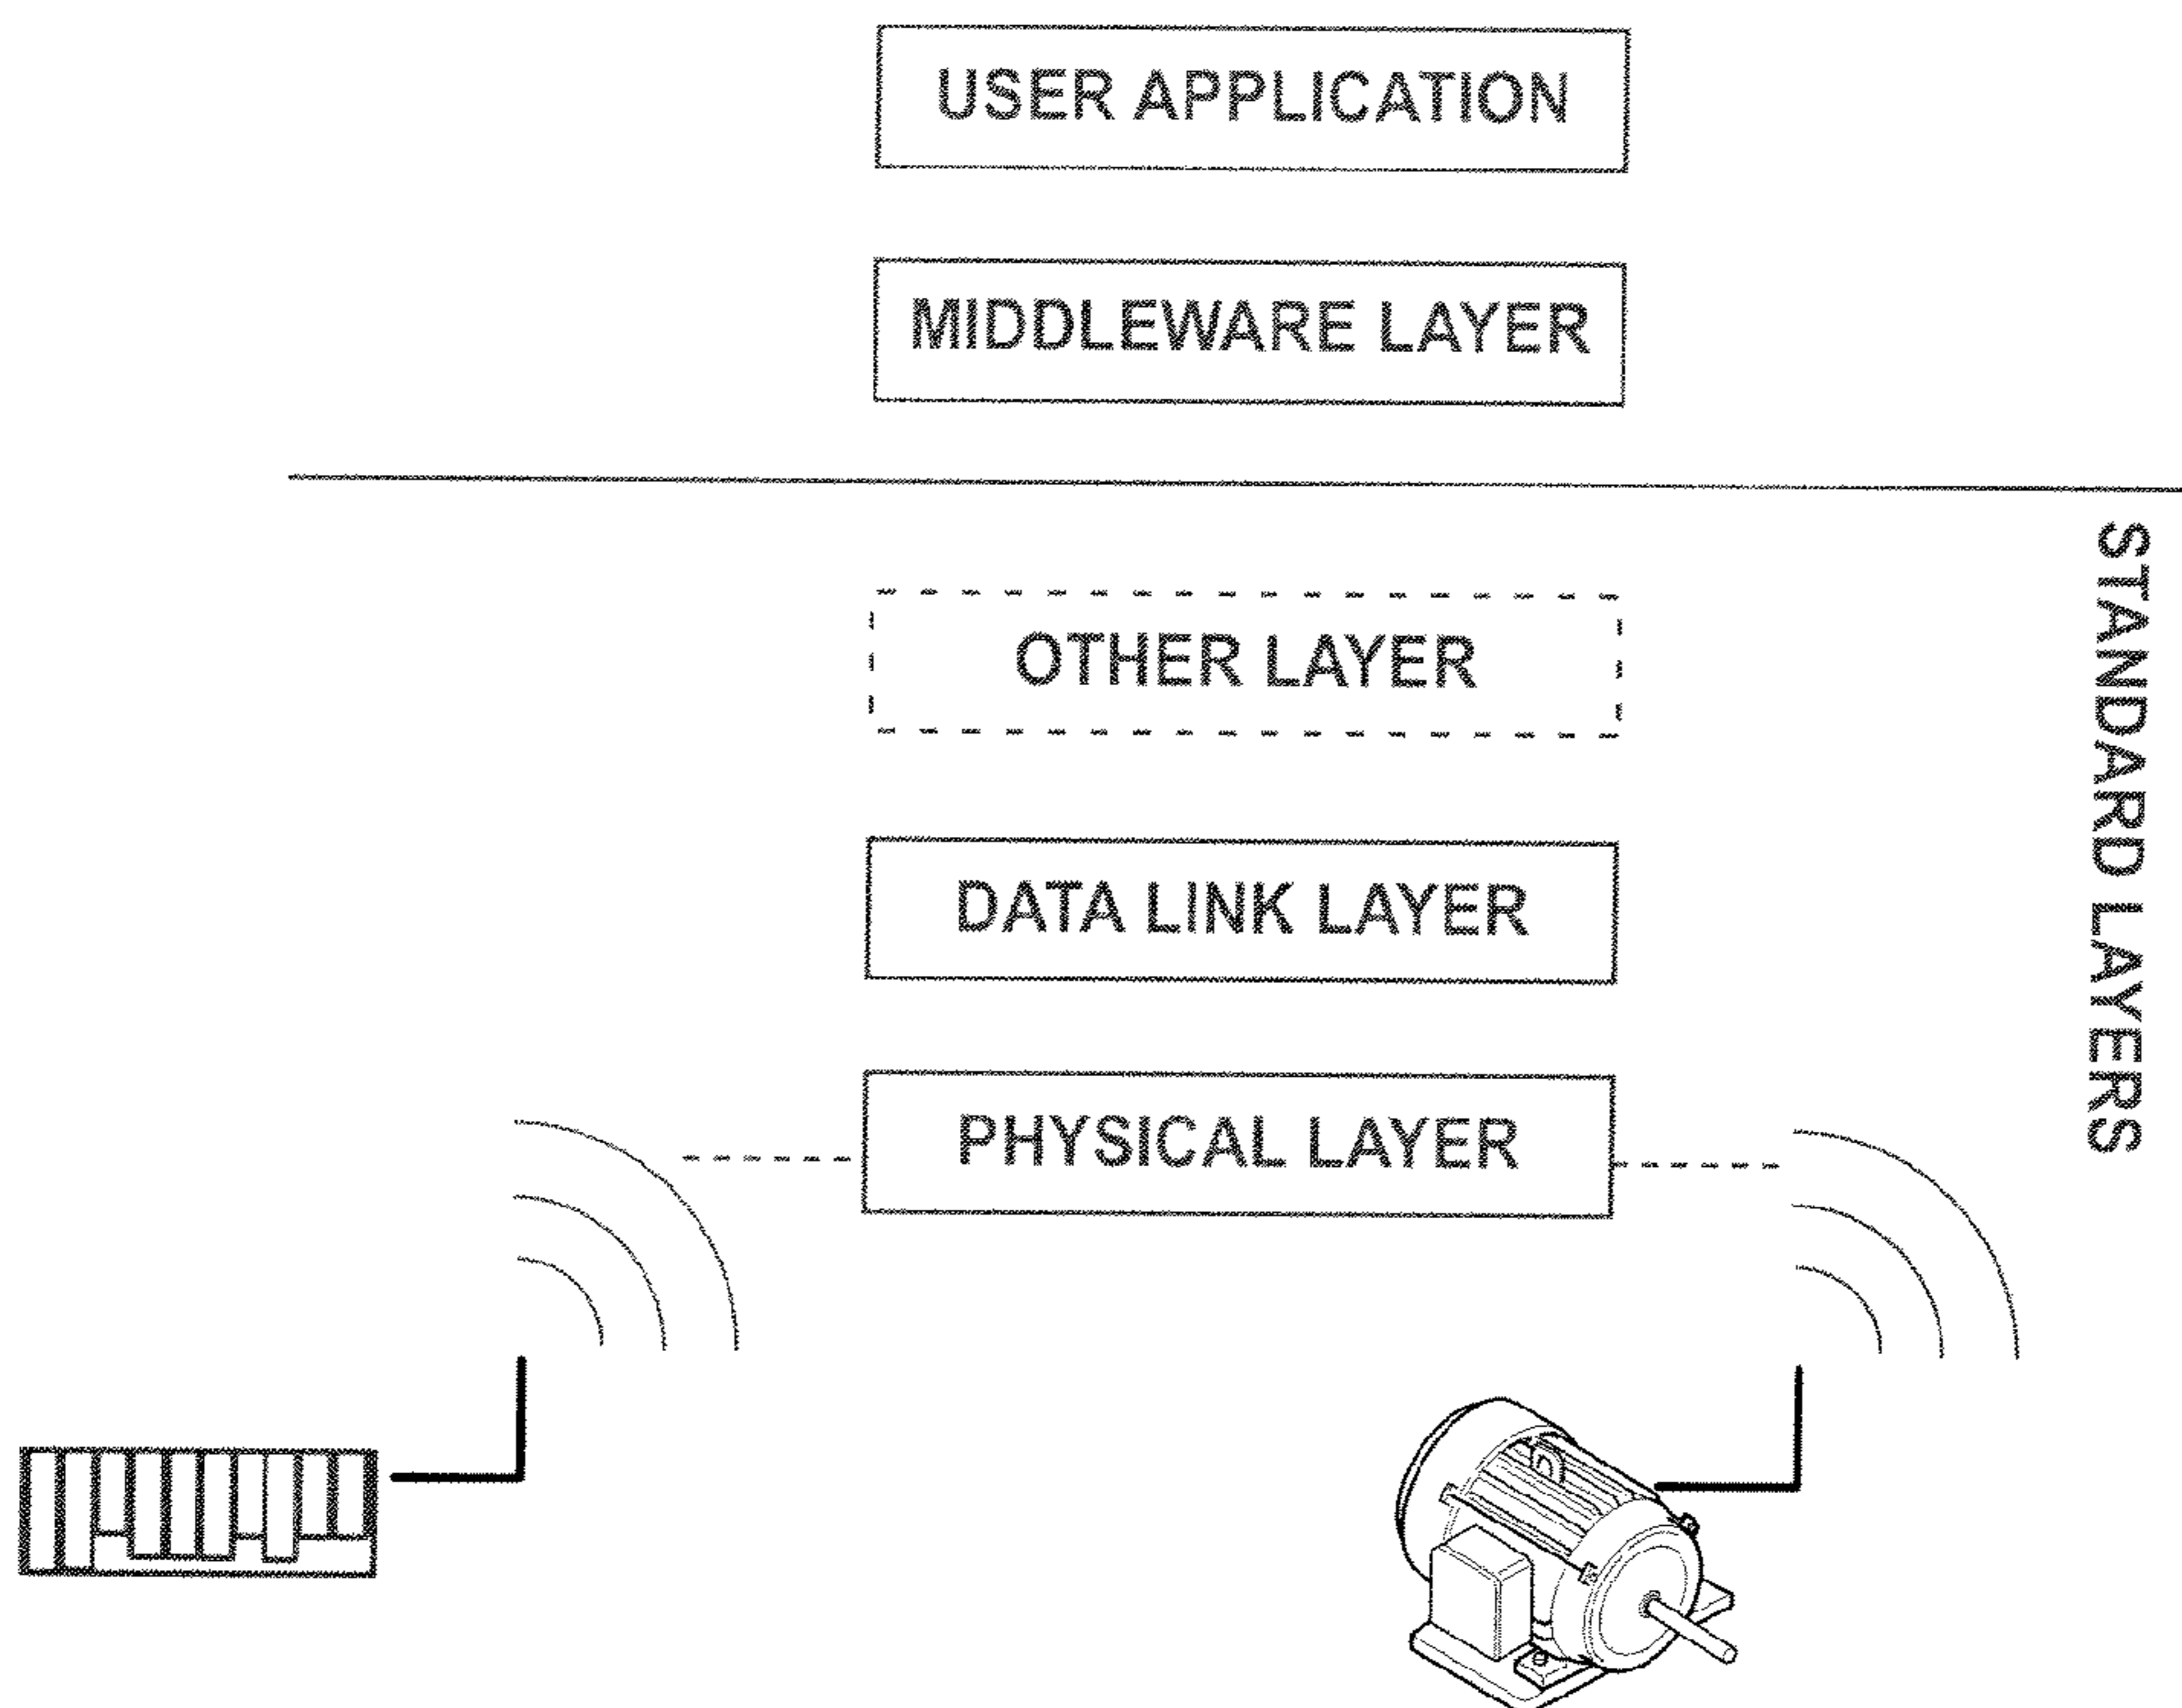 USER APPLICATION
MIDDLEWARE LAYER
OTHER LAYER
DATA LINK LAYER
PHYSICAL LAYER
STANDARD LAYERS